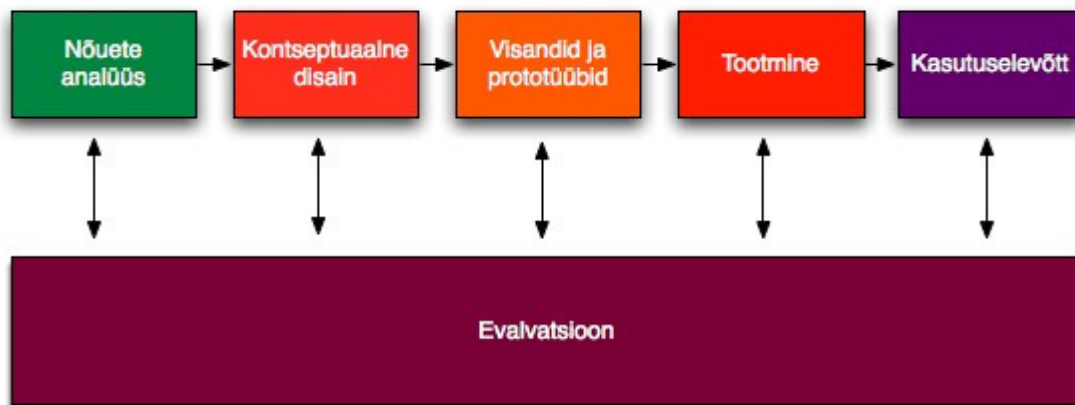 Nõuete
analüüs
Kontseptuaalne
disain
Visandid ja
prototüübid
Tootmine
Kasutuselevõtt
Evalvatsioon